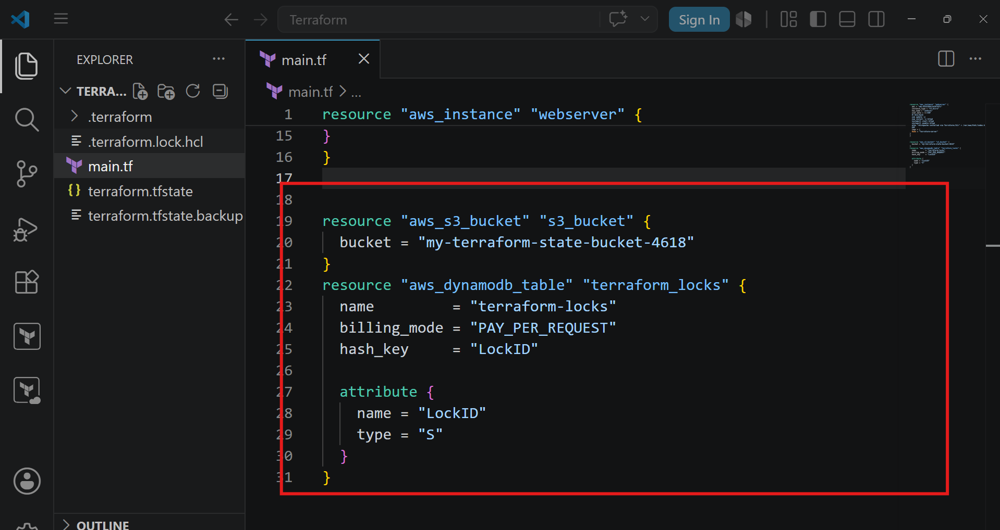 Terraform
Sign In
EXPLORER
TERRA...
.terraform
.terraform.lock.hcl
main.tf
terraform.tfstate
terraform.tfstate.backup
OUTLINE
main.tf
main.tf > ...
1 resource "aws_instance" "webserver" {
15 }
16 }
17
18
19 resource "aws_s3_bucket" "s3_bucket" {
20 bucket = "my-terraform-state-bucket-4618"
21 }
22 resource "aws_dynamodb_table" "terraform_locks" {
23 name = "terraform-locks"
24 billing_mode = "PAY_PER_REQUEST"
25 hash_key = "LockID"
26
27 attribute {
28 name = "LockID"
29 type = "S"
30 }
31 }